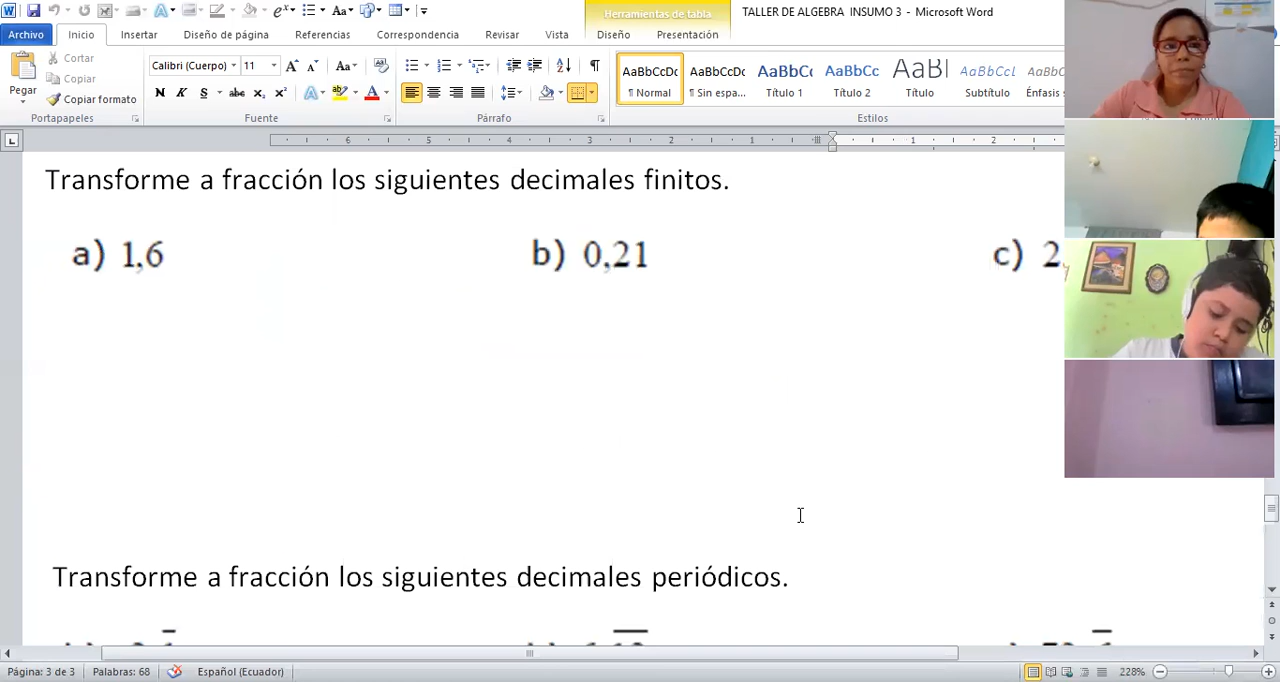 TALLER DE ALGEBRA INSUMO 3 - Microsoft Word
Herramientas de tabla
Archivo Inicio Insertar Diseño de página Referencias Correspondencia Revisar Vista Diseño Presentación
Cortar
Copiar
Copiar formato
Pegar
Calibri (Cuerpo) 11
AaBbCcDc AaBbCcDc AaBbC AaBbCc AaBl AaBbCcL AaBbCc
¶ Normal ¶ Sin espa... Título 1 Título 2 Título Subtítulo Énfasis s
Portapapeles Fuente Párrafo Estilos
Transforme a fracción los siguientes decimales finitos.
a) 1,6 b) 0,21 c) 2
Transforme a fracción los siguientes decimales periódicos.
Página: 3 de 3 Palabras: 68 Español (Ecuador) 228%